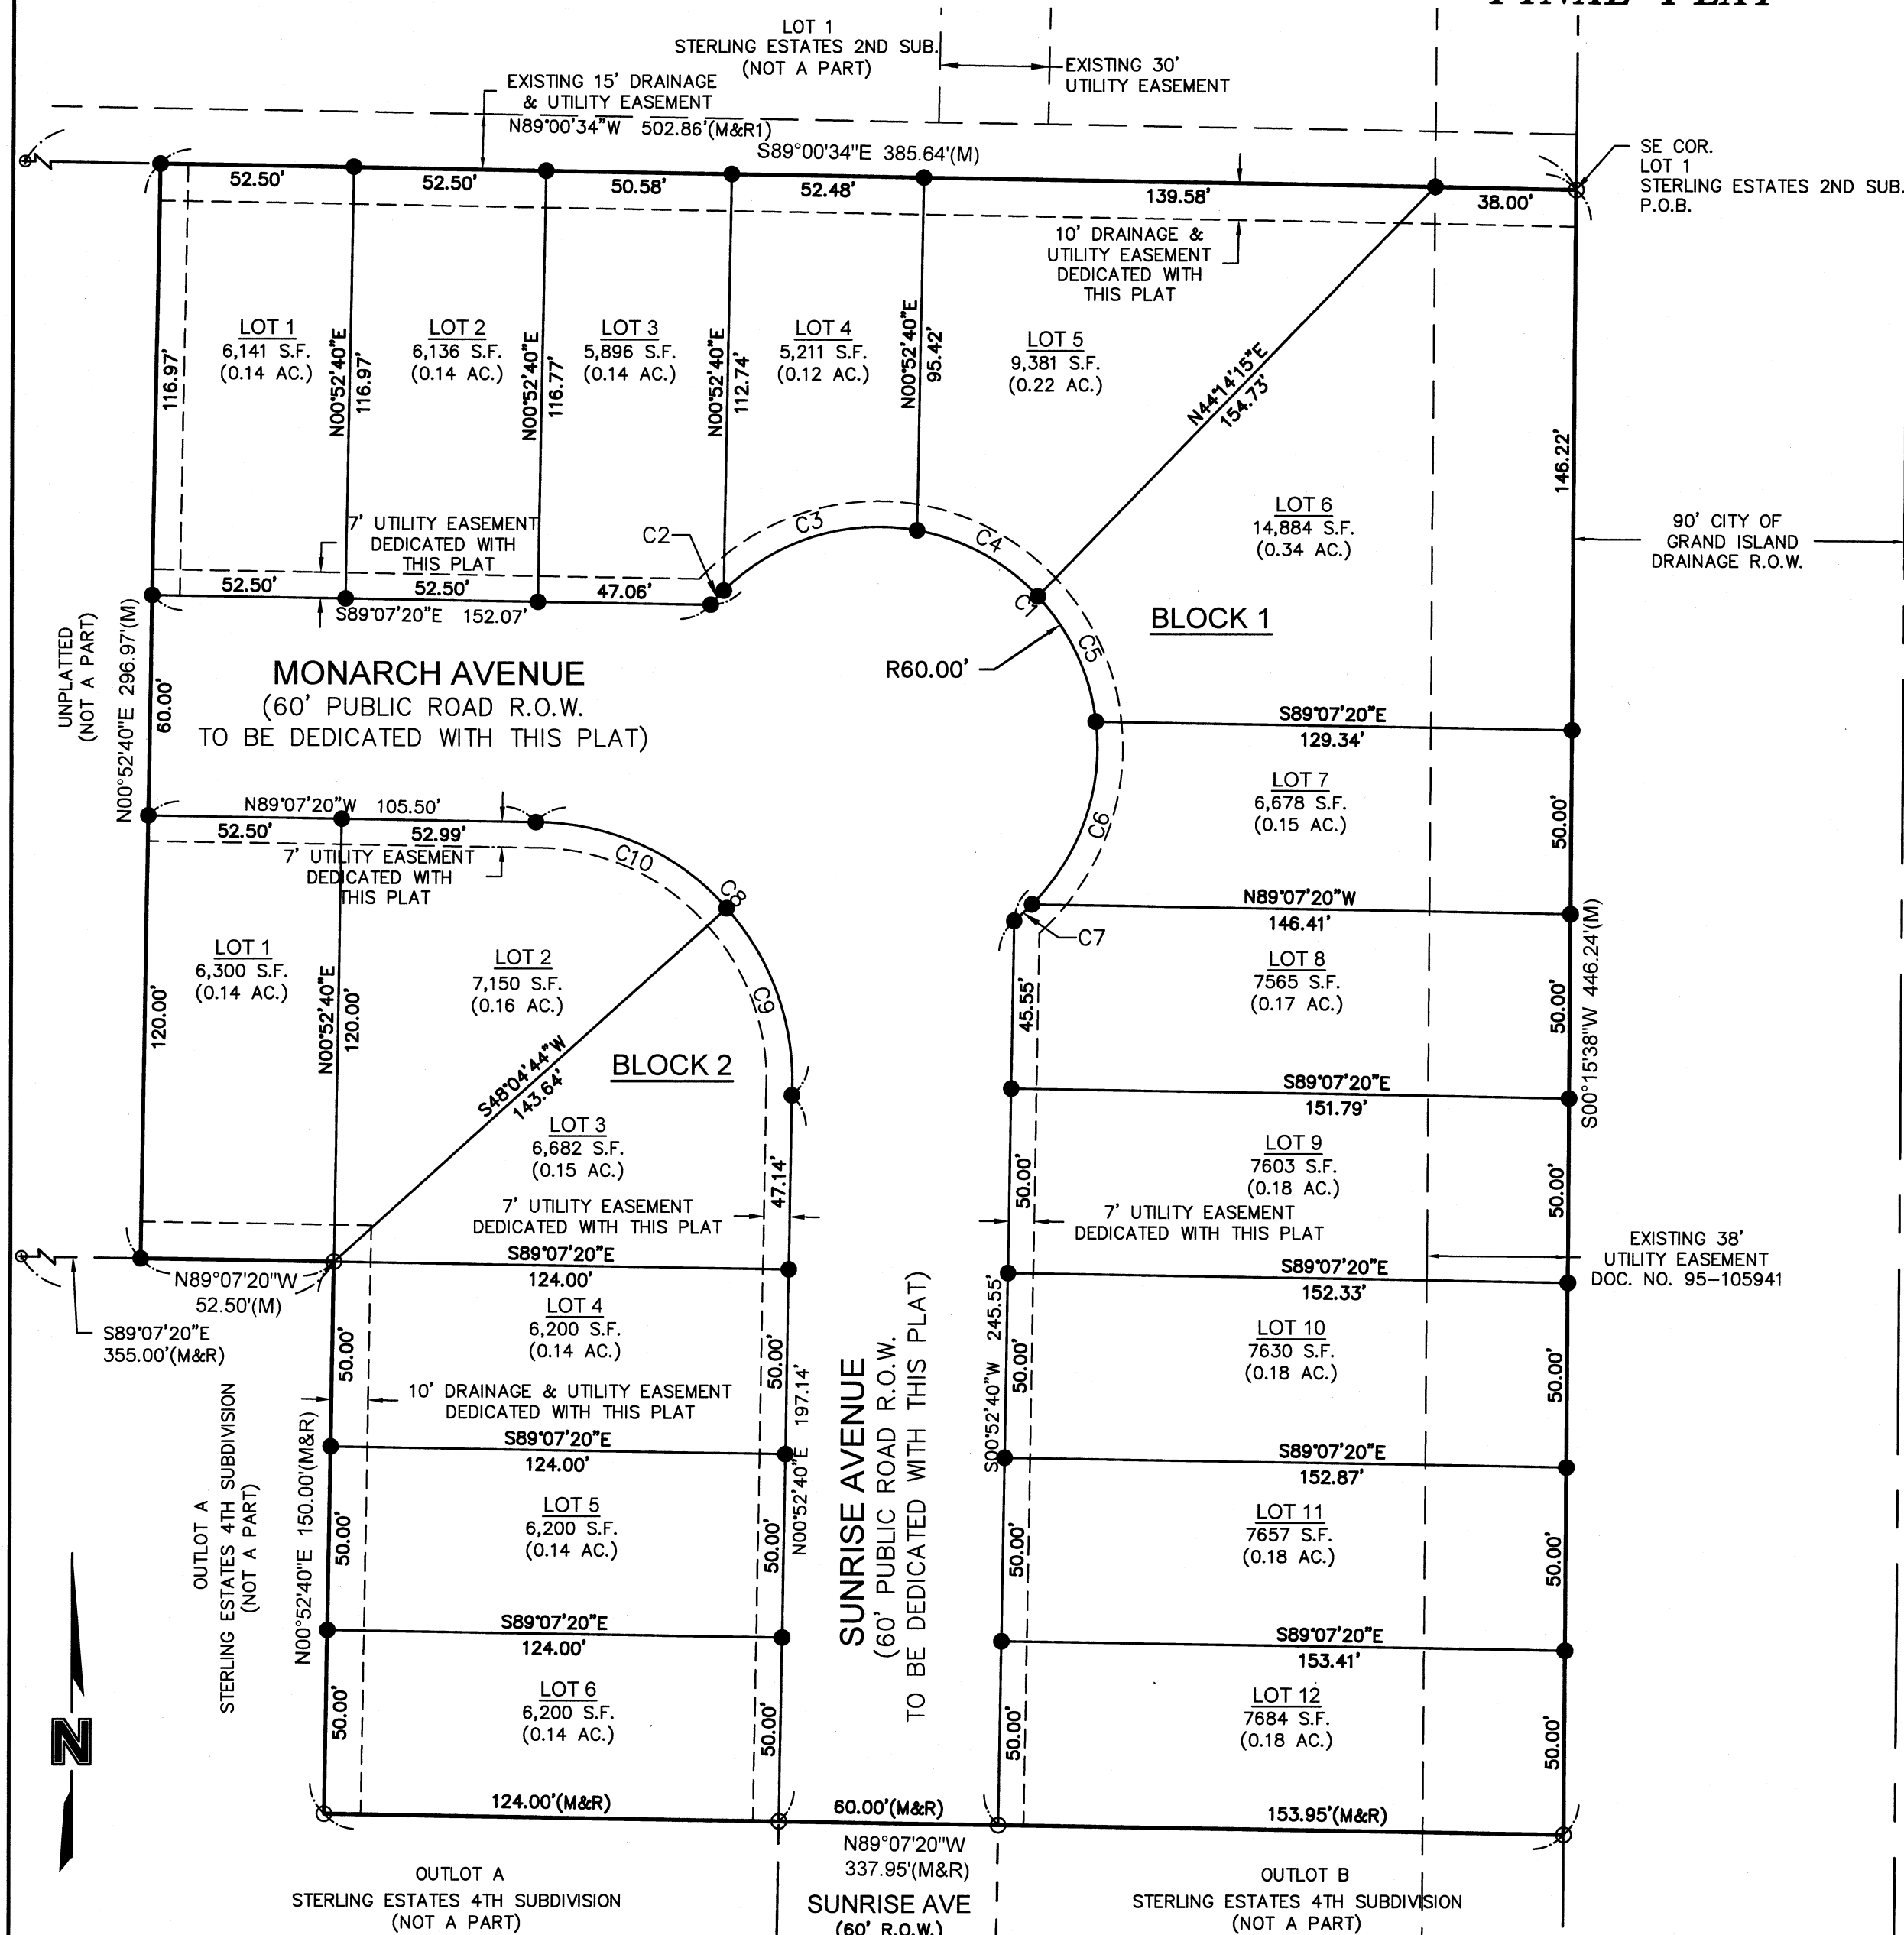 FINAL PLAT
LOT 1
STERLING ESTATES 2ND SUB.
(NOT A PART)
EXISTING 30'
UTILITY EASEMENT
EXISTING 15' DRAINAGE
& UTILITY EASEMENT
N89°00'34"W 502.86'(M&R1)
S89°00'34"E 385.64'(M)
SE COR.
LOT 1
STERLING ESTATES 2ND SUB.
P.O.B.
52.50'
52.50'
50.58'
52.48'
139.58'
38.00'
10' DRAINAGE &
UTILITY EASEMENT
DEDICATED WITH
THIS PLAT
116.97'
LOT 1
6,141 S.F.
(0.14 AC.)
N00°52'40"E
116.97'
LOT 2
6,136 S.F.
(0.14 AC.)
N00°52'40"E
116.77'
LOT 3
5,896 S.F.
(0.14 AC.)
N00°52'40"E
112.74'
LOT 4
5,211 S.F.
(0.12 AC.)
N00°52'40"E
95.42'
LOT 5
9,381 S.F.
(0.22 AC.)
N44°14'15"E
154.73'
146.22'
LOT 6
14,884 S.F.
(0.34 AC.)
90' CITY OF
GRAND ISLAND
DRAINAGE R.O.W.
7' UTILITY EASEMENT
DEDICATED WITH
THIS PLAT
C2
C3
C4
C1
C5
R60.00'
BLOCK 1
52.50'
52.50'
47.06'
S89°07'20"E 152.07'
UNPLATTED
(NOT A PART)
N00°52'40"E 296.97'(M)
60.00'
MONARCH AVENUE
(60' PUBLIC ROAD R.O.W.
TO BE DEDICATED WITH THIS PLAT)
S89°07'20"E
129.34'
LOT 7
6,678 S.F.
(0.15 AC.)
50.00'
C6
N89°07'20"W 105.50'
52.50'
52.99'
7' UTILITY EASEMENT
DEDICATED WITH
THIS PLAT
C10
C8
C9
N89°07'20"W
146.41'
C7
LOT 1
6,300 S.F.
(0.14 AC.)
120.00'
N00°52'40"E
120.00'
LOT 2
7,150 S.F.
(0.16 AC.)
S48°04'44"W
143.64'
BLOCK 2
45.55'
LOT 8
7565 S.F.
(0.17 AC.)
50.00'
S00°15'38"W 446.24'(M)
S89°07'20"E
151.79'
LOT 3
6,682 S.F.
(0.15 AC.)
47.14'
7' UTILITY EASEMENT
DEDICATED WITH THIS PLAT
50.00'
LOT 9
7603 S.F.
(0.18 AC.)
7' UTILITY EASEMENT
DEDICATED WITH THIS PLAT
50.00'
EXISTING 38'
UTILITY EASEMENT
DOC. NO. 95-105941
N89°07'20"W
52.50'(M)
S89°07'20"E
355.00'(M&R)
S89°07'20"E
124.00'
LOT 4
6,200 S.F.
(0.14 AC.)
50.00'
50.00'
S89°07'20"E
152.33'
LOT 10
7630 S.F.
(0.18 AC.)
50.00'
50.00'
10' DRAINAGE & UTILITY EASEMENT
DEDICATED WITH THIS PLAT
OUTLOT A
STERLING ESTATES 4TH SUBDIVISION
(NOT A PART)
N00°52'40"E 150.00'(M&R)
N00°52'40"E 197.14'
SUNRISE AVENUE
(60' PUBLIC ROAD R.O.W.
TO BE DEDICATED WITH THIS PLAT)
S00°52'40"W 245.55'
S89°07'20"E
124.00'
LOT 5
6,200 S.F.
(0.14 AC.)
50.00'
50.00'
S89°07'20"E
152.87'
LOT 11
7657 S.F.
(0.18 AC.)
50.00'
50.00'
S89°07'20"E
124.00'
LOT 6
6,200 S.F.
(0.14 AC.)
50.00'
50.00'
S89°07'20"E
153.41'
LOT 12
7684 S.F.
(0.18 AC.)
50.00'
50.00'
N
124.00'(M&R)
60.00'(M&R)
153.95'(M&R)
N89°07'20"W
337.95'(M&R)
OUTLOT A
STERLING ESTATES 4TH SUBDIVISION
(NOT A PART)
SUNRISE AVE
(60' R.O.W.)
OUTLOT B
STERLING ESTATES 4TH SUBDIVISION
(NOT A PART)